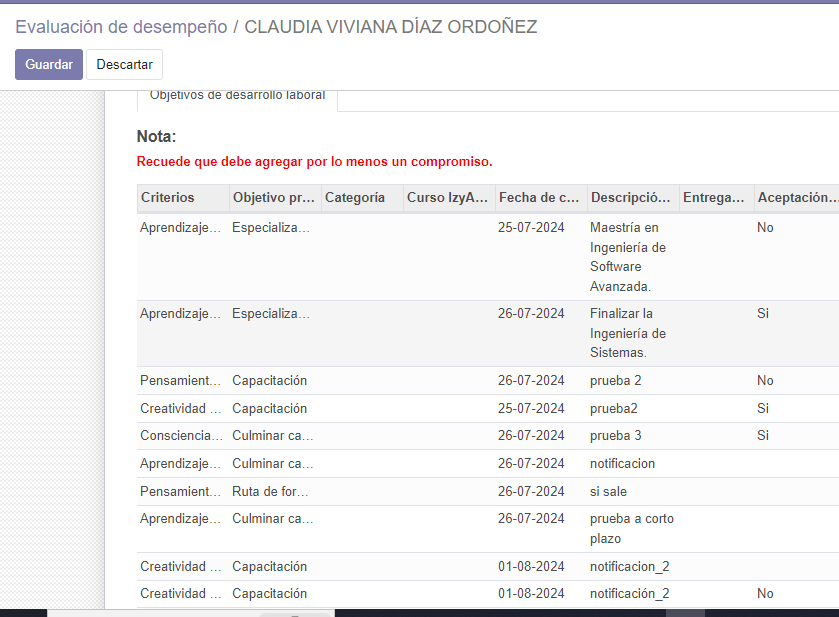 Evaluación de desempeño / CLAUDIA VIVIANA DÍAZ ORDOÑEZ
Guardar Descartar
Objetivos de desarrollo laboral
Nota:
Recuede que debe agregar por lo menos un compromiso.
Criterios Objetivo pr... Categoría Curso IzyA... Fecha de c... Descripció... Entrega... Aceptación...
Aprendizaje... Especializa... 25-07-2024 Maestría en No
Ingeniería de
Software
Avanzada.
Aprendizaje... Especializa... 26-07-2024 Finalizar la Si
Ingeniería de
Sistemas.
Pensamient... Capacitación 26-07-2024 prueba 2 No
Creatividad ... Capacitación 25-07-2024 prueba2 Si
Consciencia... Culminar ca... 26-07-2024 prueba 3 Si
Aprendizaje... Culminar ca... 26-07-2024 notificacion
Pensamient... Ruta de for... 26-07-2024 si sale
Aprendizaje... Culminar ca... 26-07-2024 prueba a corto
plazo
Creatividad ... Capacitación 01-08-2024 notificacion_2
Creatividad ... Capacitación 01-08-2024 notificación_2 No